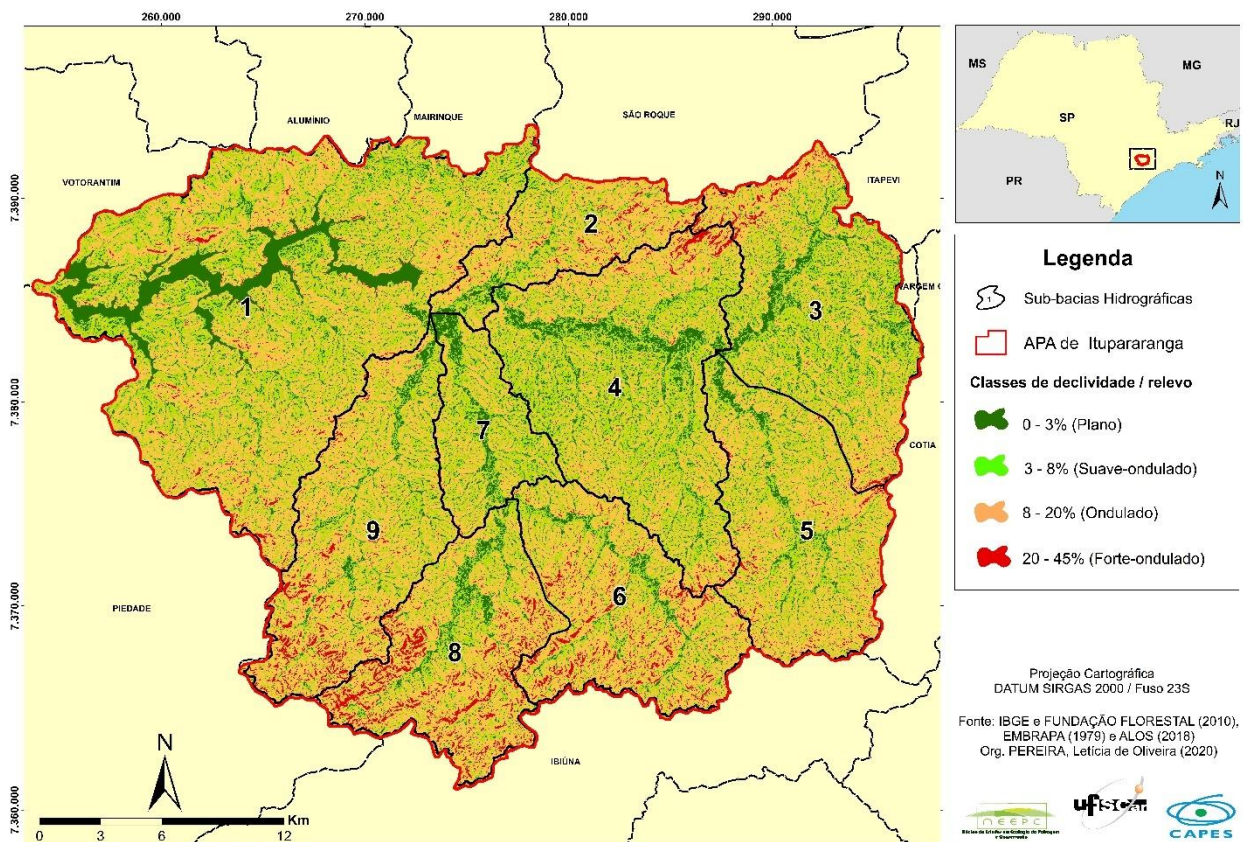 260.000 270.000 280.000 290.000
7.390.000
7.380.000
7.370.000
7.360.000
ALUMÍNIO
MAIRINQUE
SÃO ROQUE
VOTORANTIM
ITAPEVI
VARGEM G
COTIA
PIEDADE
IBIÚNA
1
2
3
4
5
6
7
8
9
N
Km
0 3 6 12
MS
MG
SP
RJ
PR
N
Legenda
1 Sub-bacias Hidrográficas
APA de Itupararanga
Classes de declividade / relevo
0 - 3% (Plano)
3 - 8% (Suave-ondulado)
8 - 20% (Ondulado)
20 - 45% (Forte-ondulado)
Projeção Cartográfica
DATUM SIRGAS 2000 / Fuso 23S
Fonte: IBGE e FUNDAÇÃO FLORESTAL (2010),
EMBRAPA (1979) e ALOS (2018)
Org. PEREIRA, Letícia de Oliveira (2020)
NEEPC
ufscar
CAPES